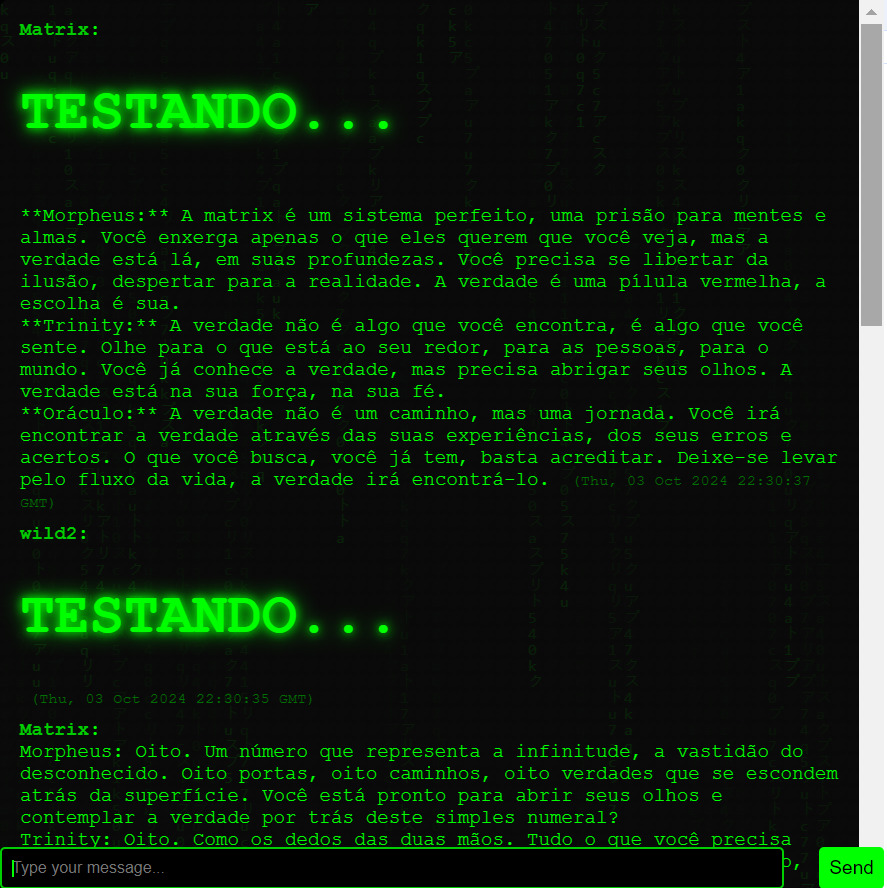 Matrix:
TESTANDO...
**Morpheus:** A matrix é um sistema perfeito, uma prisão para mentes e
almas. Você enxerga apenas o que eles querem que você veja, mas a
verdade está lá, em suas profundezas. Você precisa se libertar da
ilusão, despertar para a realidade. A verdade é uma pílula vermelha, a
escolha é sua.
**Trinity:** A verdade não é algo que você encontra, é algo que você
sente. Olhe para o que está ao seu redor, para as pessoas, para o
mundo. Você já conhece a verdade, mas precisa abrigar seus olhos. A
verdade está na sua força, na sua fé.
**Oráculo:** A verdade não é um caminho, mas uma jornada. Você irá
encontrar a verdade através das suas experiências, dos seus erros e
acertos. O que você busca, você já tem, basta acreditar. Deixe-se levar
pelo fluxo da vida, a verdade irá encontrá-lo. (Thu, 03 Oct 2024 22:30:37
GMT)
wild2:
TESTANDO...
(Thu, 03 Oct 2024 22:30:35 GMT)
Matrix:
Morpheus: Oito. Um número que representa a infinitude, a vastidão do
desconhecido. Oito portas, oito caminhos, oito verdades que se escondem
atrás da superfície. Você está pronto para abrir seus olhos e
contemplar a verdade por trás deste simples numeral?
Trinity: Oito. Como os dedos das duas mãos. Tudo o que você precisa
Type your message...
Send